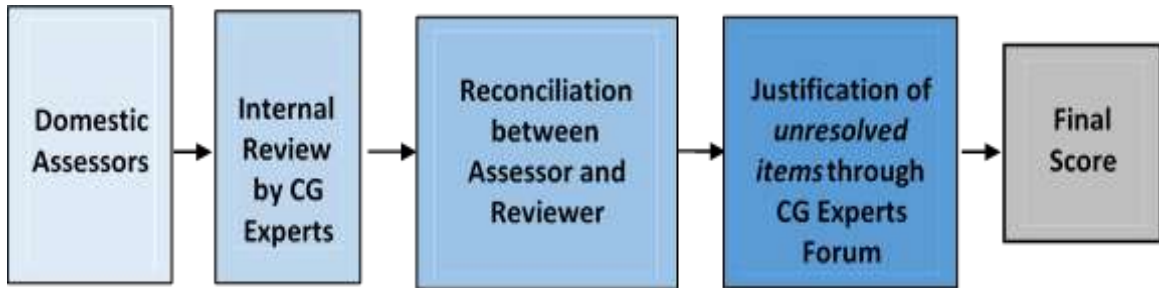 Domestic
Assessors
Internal
Review
by CG
Experts
Reconciliation
between
Assessor and
Reviewer
Justification of
unresolved
items through
CG Experts
Forum
Final
Score